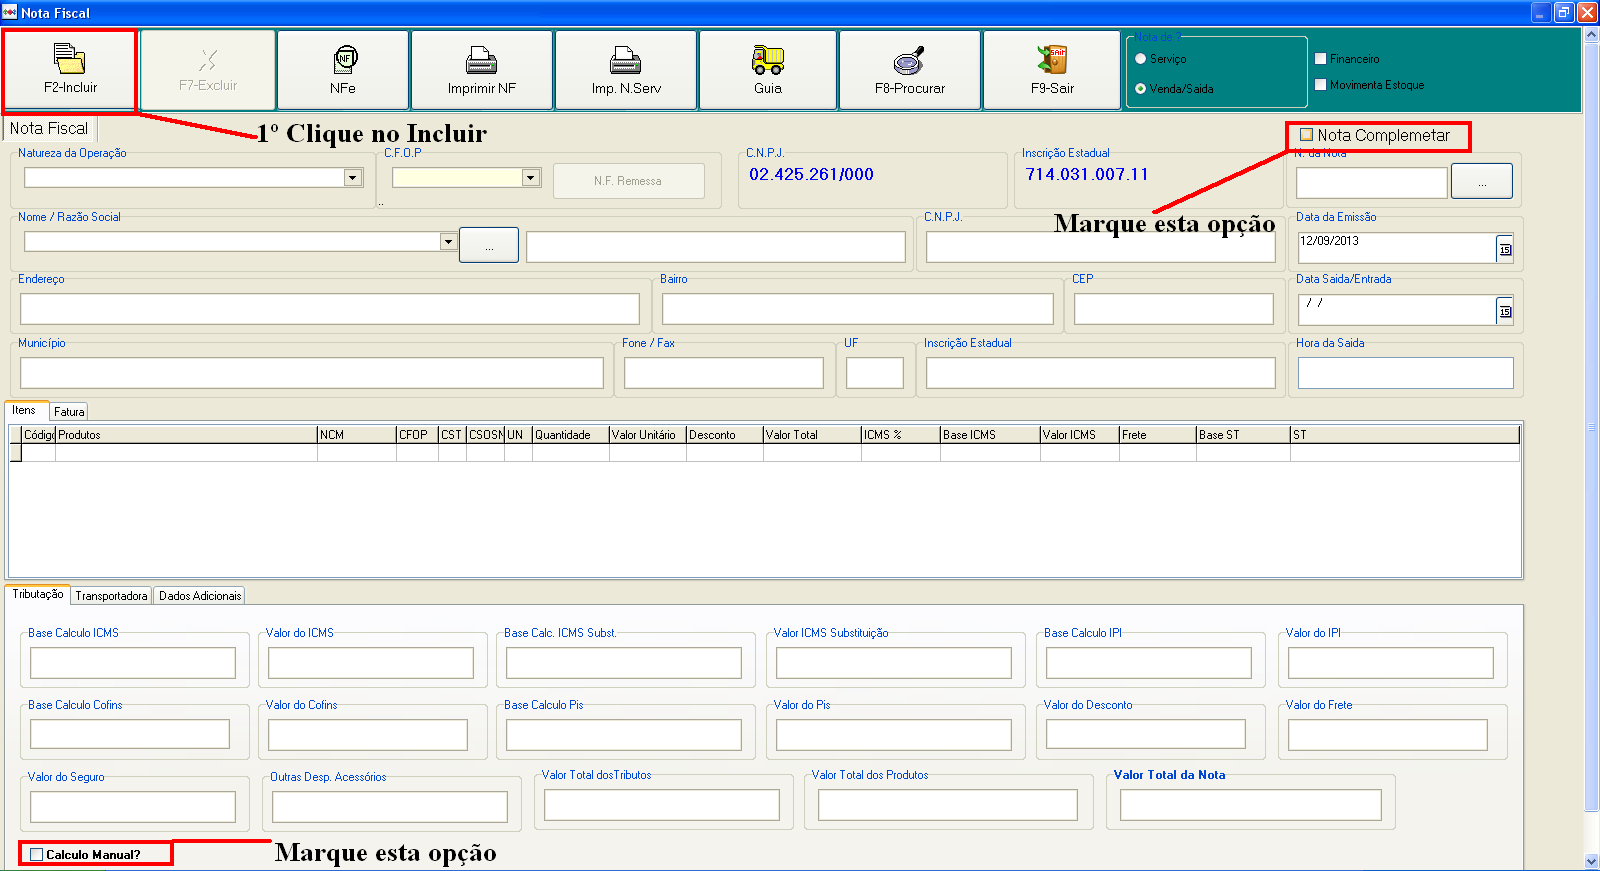 Nota Fiscal
F2-Incluir
F7-Excluir
NF
NFe
Imprimir NF
Imp. N.Serv
Guia
F8-Procurar
SAIR
F9-Sair
Nota de ?
Serviço
Venda/Saida
Financeiro
Movimenta Estoque
1º Clique no Incluir
Nota Fiscal
Nota Complemetar
Natureza da Operação
C.F.O.P
N.F. Remessa
..
C.N.P.J.
02.425.261/000
Inscrição Estadual
714.031.007.11
N. da Nota
...
Marque esta opção
Nome / Razão Social
...
C.N.P.J.
Data da Emissão
12/09/2013
15
Endereço
Bairro
CEP
Data Saida/Entrada
/ /
15
Município
Fone / Fax
UF
Inscrição Estadual
Hora da Saida
Itens
Fatura
Códig Produtos NCM CFOP CST CSOSN UN Quantidade Valor Unitário Desconto Valor Total ICMS % Base ICMS Valor ICMS Frete Base ST ST
Tributação
Transportadora
Dados Adicionais
Base Calculo ICMS
Valor do ICMS
Base Calc. ICMS Subst.
Valor ICMS Substituição
Base Calculo IPI
Valor do IPI
Base Calculo Cofins
Valor do Cofins
Base Calculo Pis
Valor do Pis
Valor do Desconto
Valor do Frete
Valor do Seguro
Outras Desp. Acessórios
Valor Total dosTributos
Valor Total dos Produtos
Valor Total da Nota
Calculo Manual?
Marque esta opção